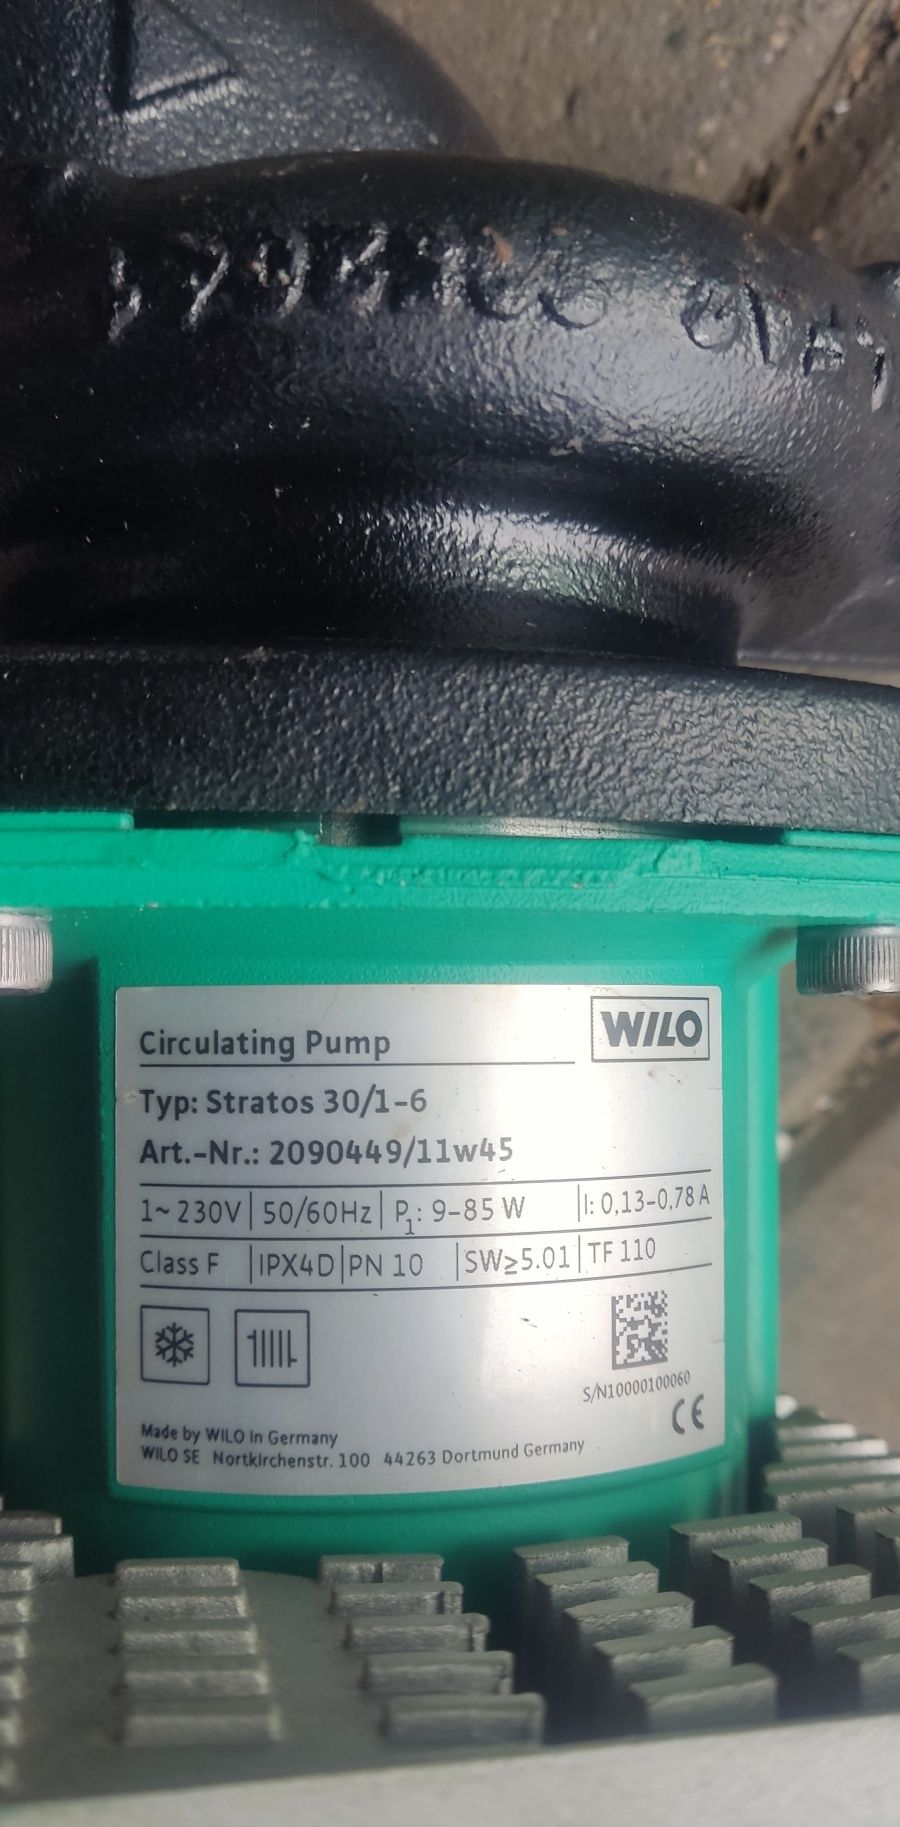 WILO
Circulating Pump
Typ: Stratos 30/1-6
Art.-Nr.: 2090449/11w45
1~ 230V | 50/60Hz | P1: 9-85 W | I: 0,13-0,78 A
Class F | IPX4D | PN 10 | SW≥5.01 | TF 110
S/N10000100060
CE
Made by WILO in Germany
WILO SE Nortkirchenstr. 100 44263 Dortmund Germany